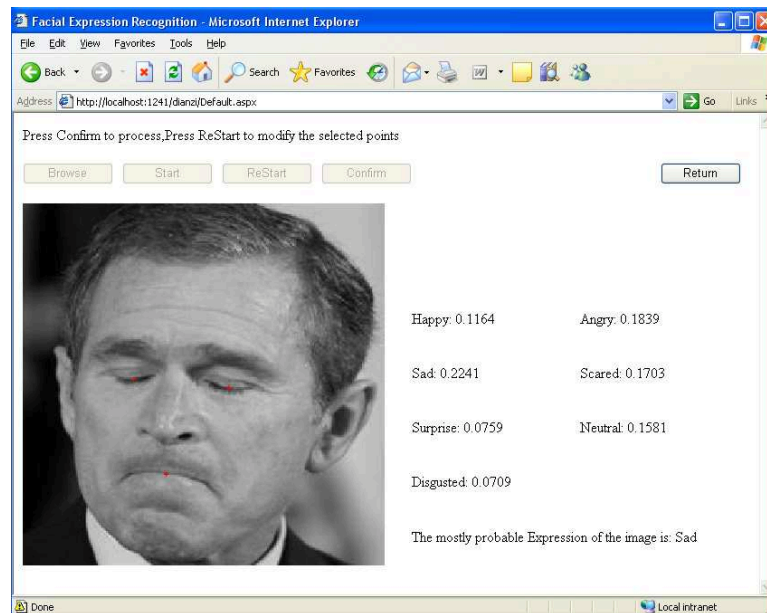 Facial Expression Recognition - Microsoft Internet Explorer
File Edit View Favorites Tools Help
Back Search Favorites
Address http://localhost:1241/dianzi/Default.aspx Go Links
Press Confirm to process,Press ReStart to modify the selected points
Browse Start ReStart Confirm Return
Happy: 0.1164 Angry: 0.1839
Sad: 0.2241 Scared: 0.1703
Surprise: 0.0759 Neutral: 0.1581
Disgusted: 0.0709
The mostly probable Expression of the image is: Sad
Done Local intranet